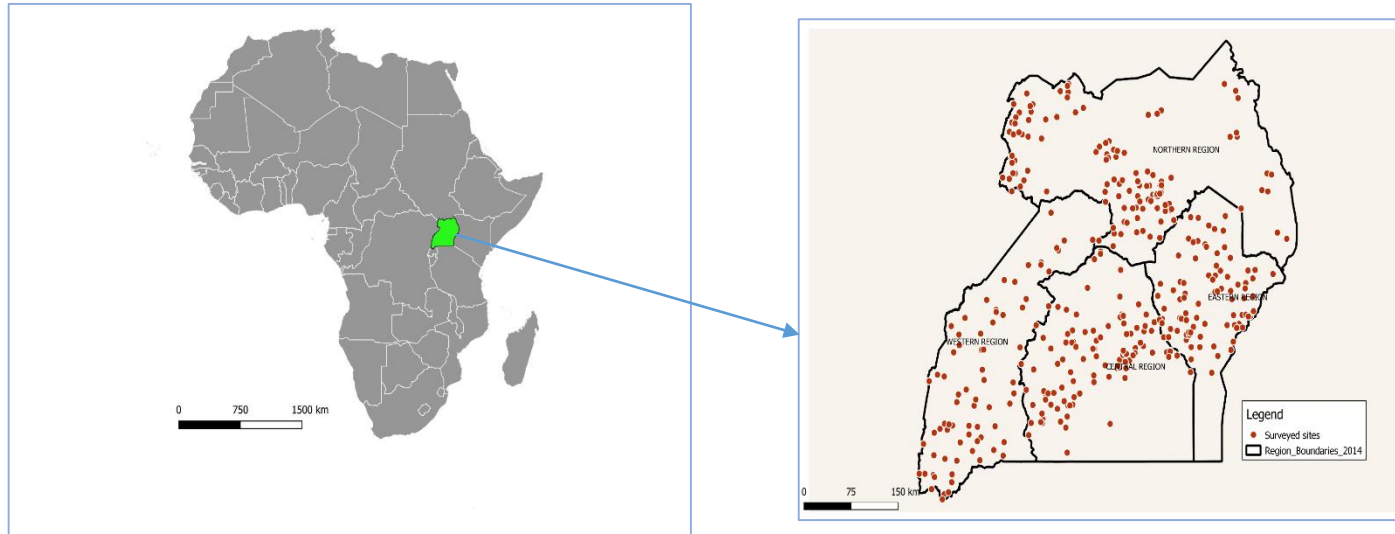 0 750 1500 km
NORTHERN REGION
EASTERN REGION
WESTERN REGION
CENTRAL REGION
Legend
Surveyed sites
Region_Boundaries_2014
0 75 150 km